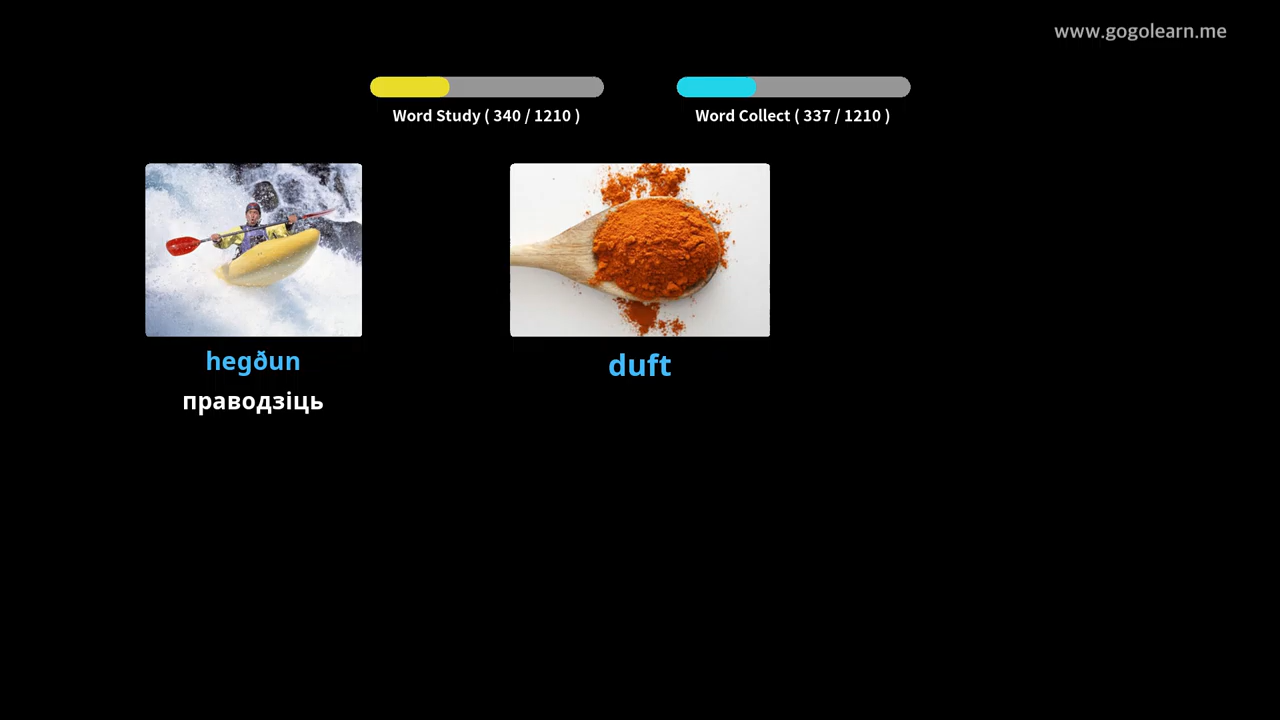 www.gogolearn.me
Word Study ( 340 / 1210 )
Word Collect ( 337 / 1210 )
hegðun
праводзіць
duft